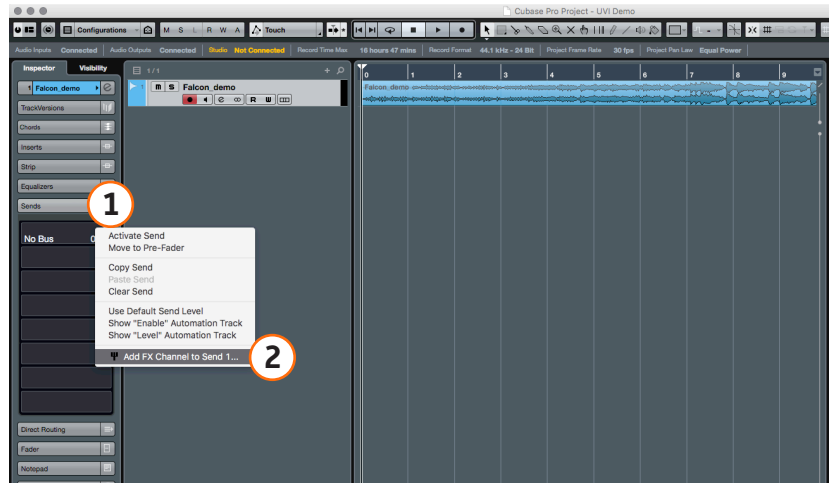 Cubase Pro Project - UVI Demo
Configurations M S L R W A Touch
Audio Inputs Connected Audio Outputs Connected Studio Not Connected Record Time Max 16 hours 47 mins Record Format 44.1 kHz - 24 Bit Project Frame Rate 30 fps Project Pan Law Equal Power
Inspector Visibility 1 / 1 0 1 2 3 4 5 6 7 8 9
1 Falcon_demo e 1 m S Falcon_demo Falcon_demo
e R W
TrackVersions
Chords
Inserts
Strip
Equalizers
Sends
1
No Bus 0
Activate Send
Move to Pre-Fader
Copy Send
Paste Send
Clear Send
Use Default Send Level
Show "Enable" Automation Track
Show "Level" Automation Track
Add FX Channel to Send 1...
2
Direct Routing
Fader
Notepad